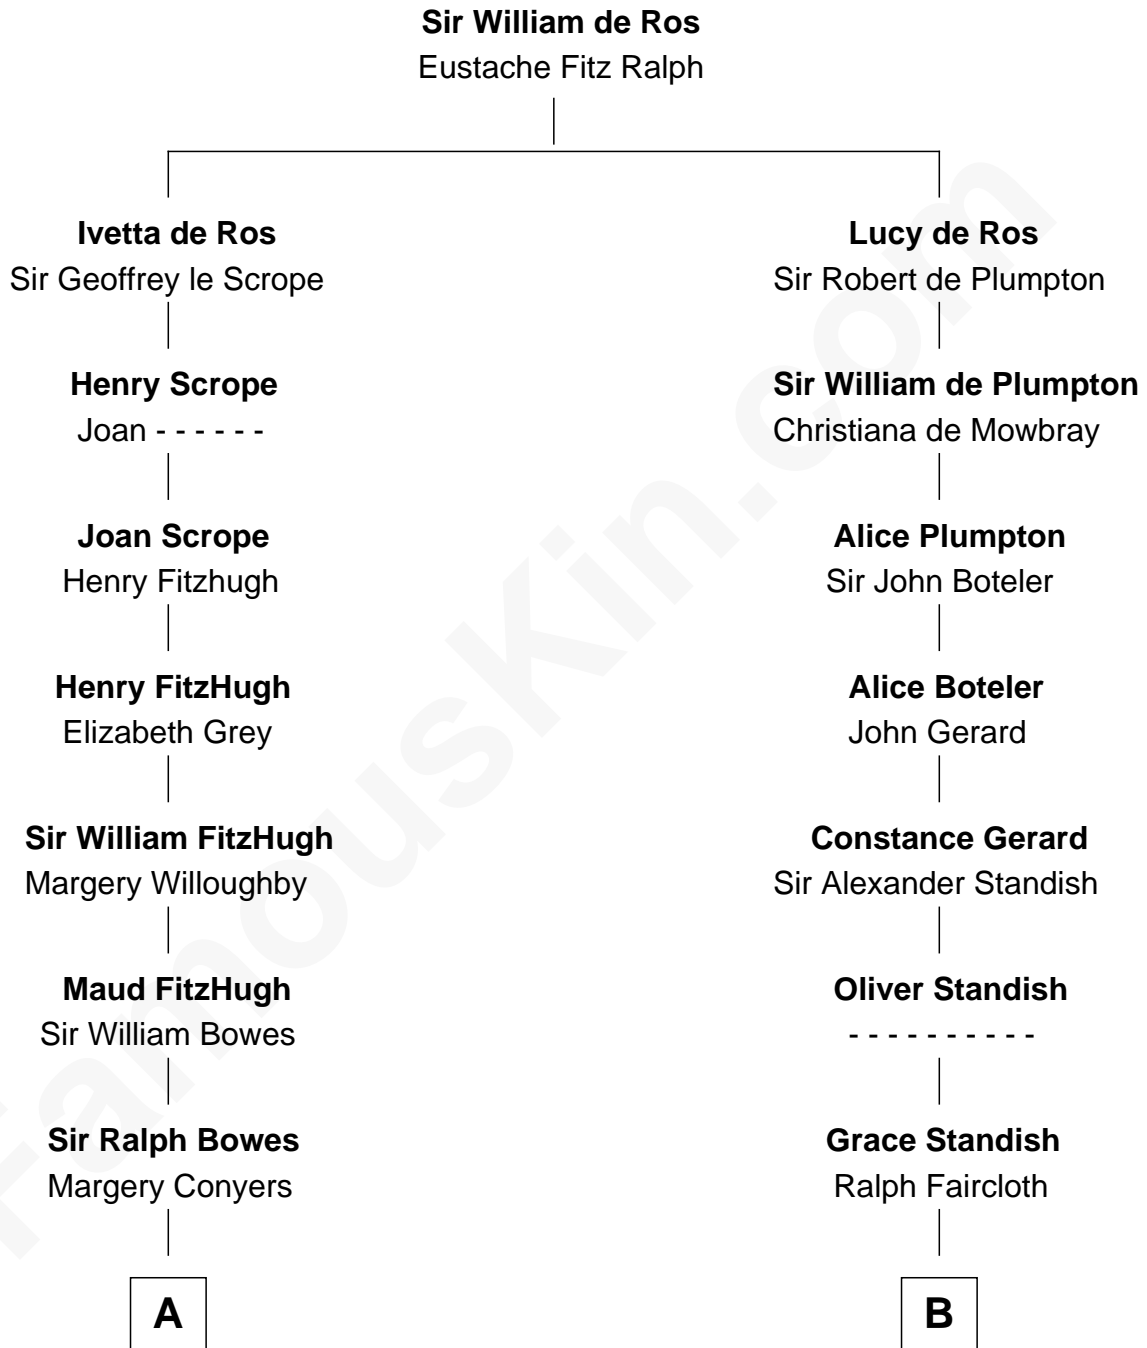 Sir William de Ros
Eustache Fitz Ralph
Ivetta de Ros
Sir Geoffrey le Scrope
Lucy de Ros
Sir Robert de Plumpton
Henry Scrope
Joan - - - - - -
Sir William de Plumpton
Christiana de Mowbray
Joan Scrope
Henry Fitzhugh
Alice Plumpton
Sir John Boteler
Henry FitzHugh
Elizabeth Grey
Alice Boteler
John Gerard
Sir William FitzHugh
Margery Willoughby
Constance Gerard
Sir Alexander Standish
Maud FitzHugh
Sir William Bowes
Oliver Standish
- - - - - - - - - -
Sir Ralph Bowes
Margery Conyers
Grace Standish
Ralph Faircloth
A
B
FamousKin.com